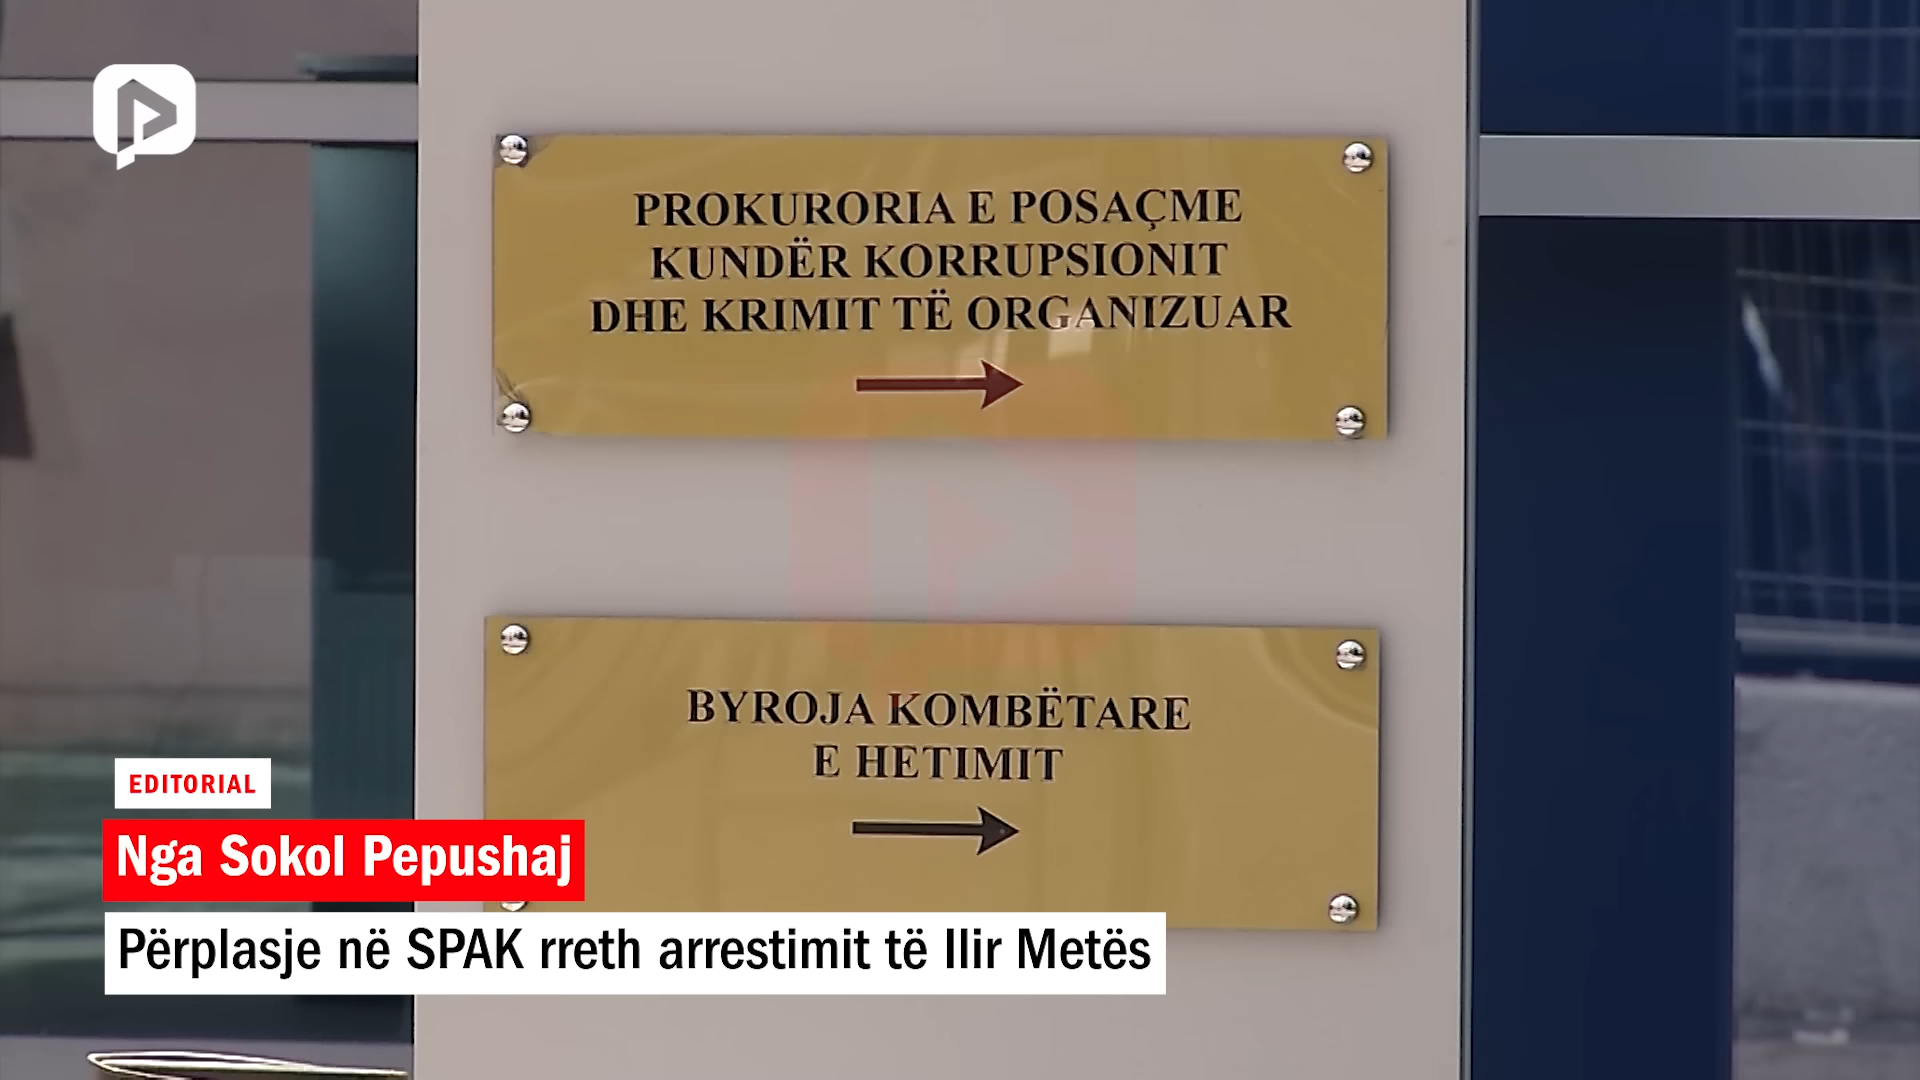 PROKURORIA E POSAÇME
KUNDËR KORRUPSIONIT
DHE KRIMIT TË ORGANIZUAR
BYROJA KOMBËTARE
E HETIMIT
EDITORIAL
Nga Sokol Pepushaj
Përplasje në SPAK rreth arrestimit të Ilir Metës